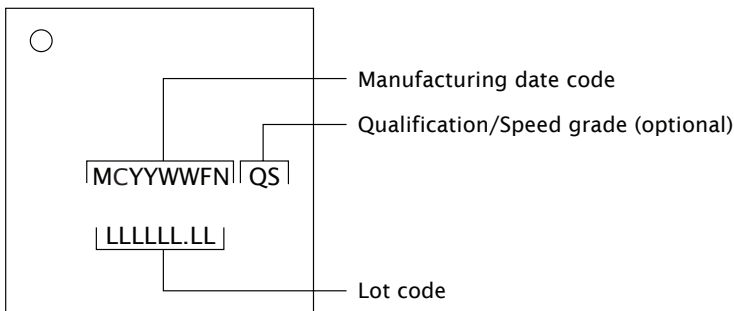 Manufacturing date code
Qualification/Speed grade (optional)
MCYYWWFN QS
LLLLLL.LL
Lot code